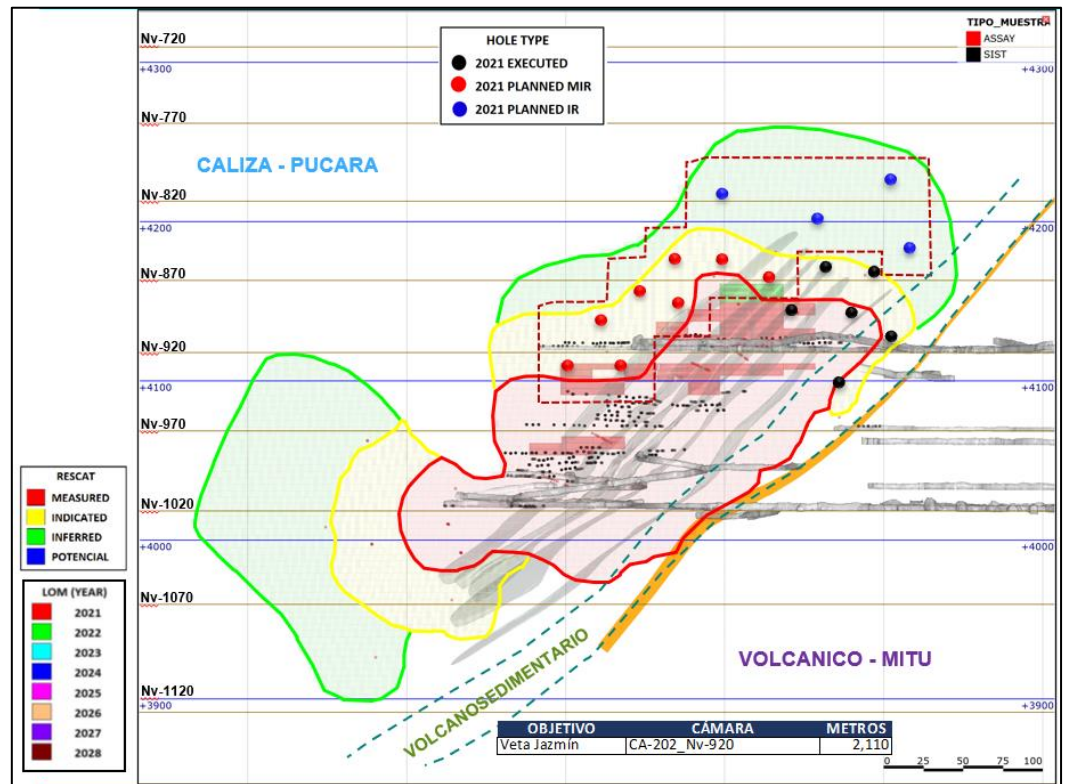 Nv-720
+4300
HOLE TYPE
2021 EXECUTED
2021 PLANNED MIR
2021 PLANNED IR
TIPO_MUESTRA
ASSAY
SIST
+4300
Nv-770
CALIZA - PUCARA
Nv-820
+4200
+4200
Nv-870
Nv-920
+4100
+4100
Nv-970
RESCAT
MEASURED
INDICATED
INFERRED
POTENCIAL
Nv-1020
+4000
+4000
LOM (YEAR)
2021
2022
2023
2024
2025
2026
2027
2028
Nv-1070
VOLCANOSEDIMENTARIO
VOLCANICO - MITU
Nv-1120
+3900
+3900
OBJETIVO CÁMARA METROS
Veta Jazmín CA-202_Nv-920 2,110
0 25 50 75 100